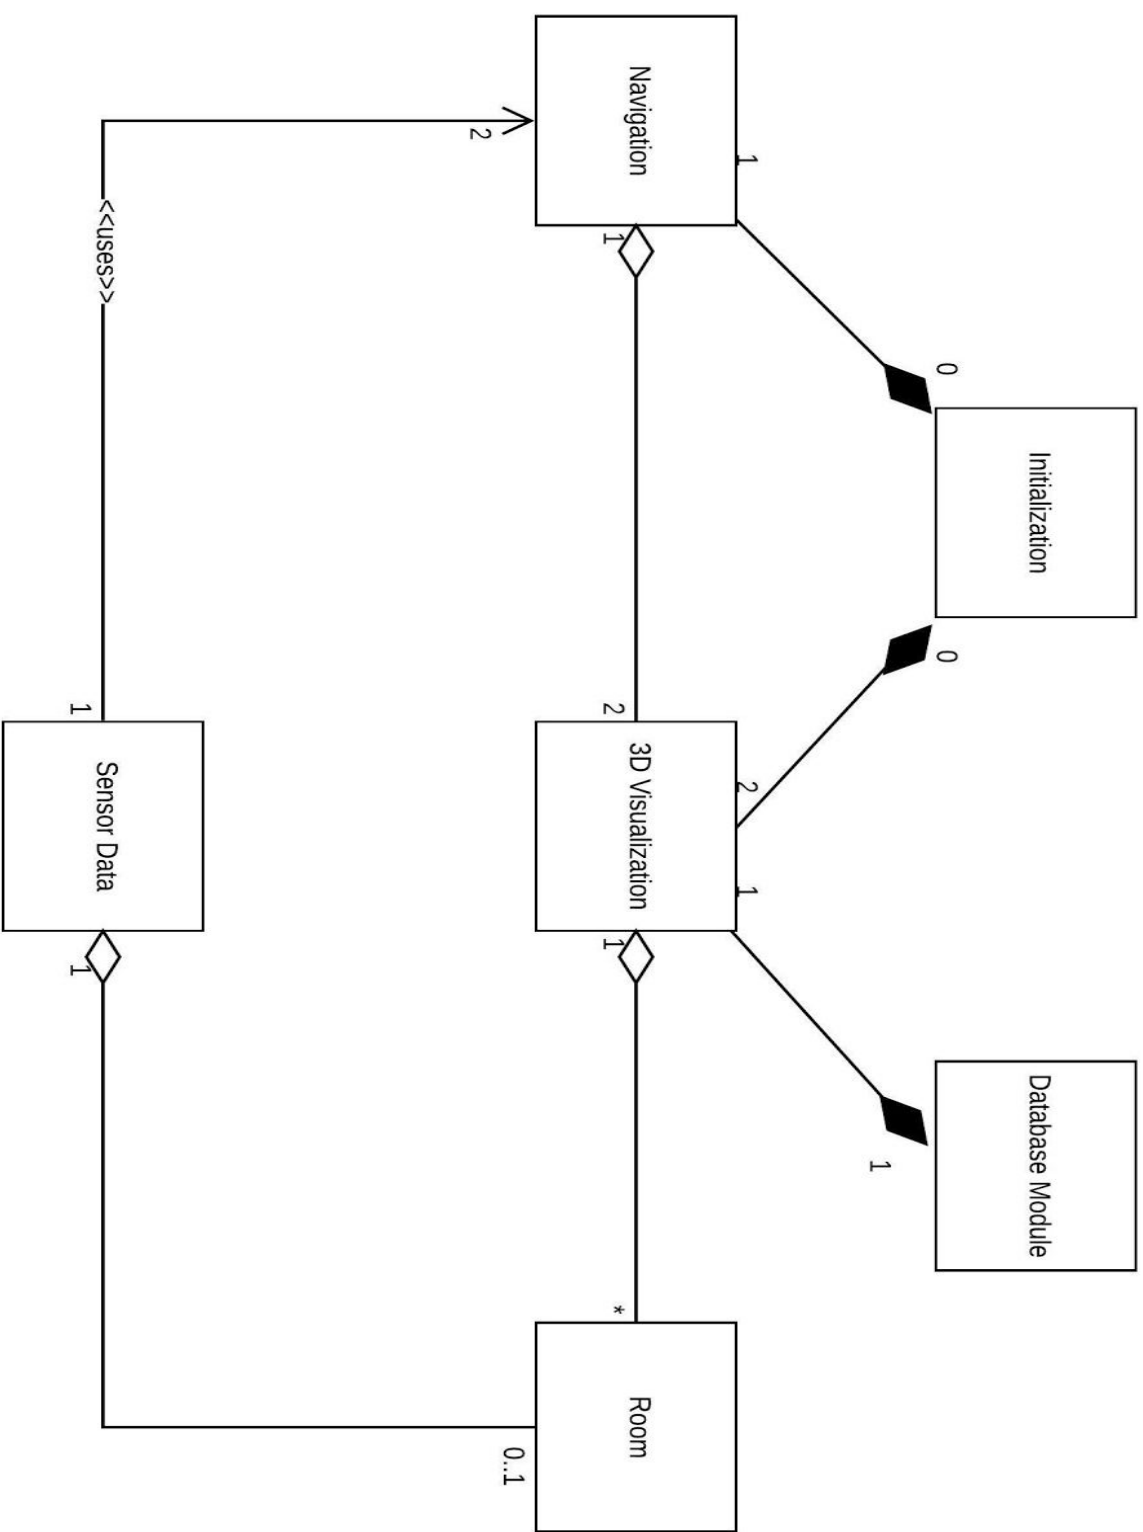 Initialization
Database Module
0
0
1
1
2
1
Navigation
3D Visualization
Room
1
2
1
*
0..1
2
<<uses>>
Sensor Data
1
1